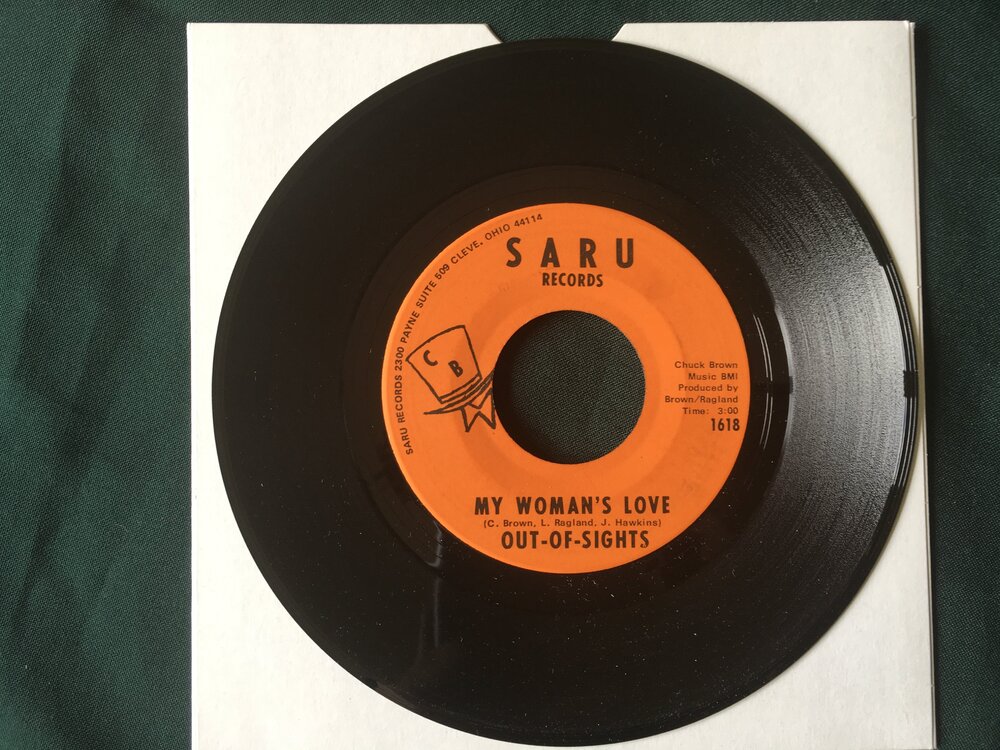 SARU RECORDS 2300 PAYNE SUITE 509 CLEVE. OHIO 44114
SARU
RECORDS
C B
Chuck Brown
Music BMI
Produced by
Brown/Ragland
Time: 3:00
1618
MY WOMAN'S LOVE
(C. Brown, L. Ragland, J. Hawkins)
OUT-OF-SIGHTS